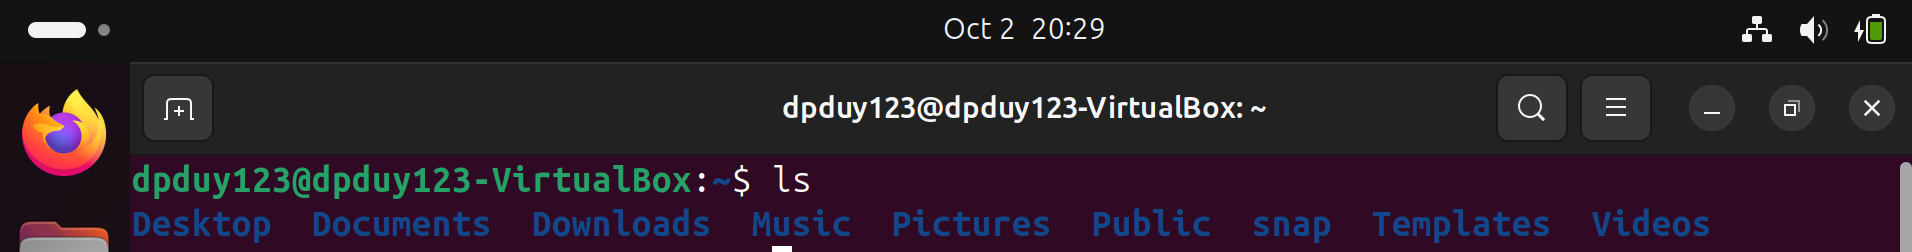 Oct 2 20:29
dpduy123@dpduy123-VirtualBox: ~
dpduy123@dpduy123-VirtualBox:~$ ls
Desktop Documents Downloads Music Pictures Public snap Templates Videos